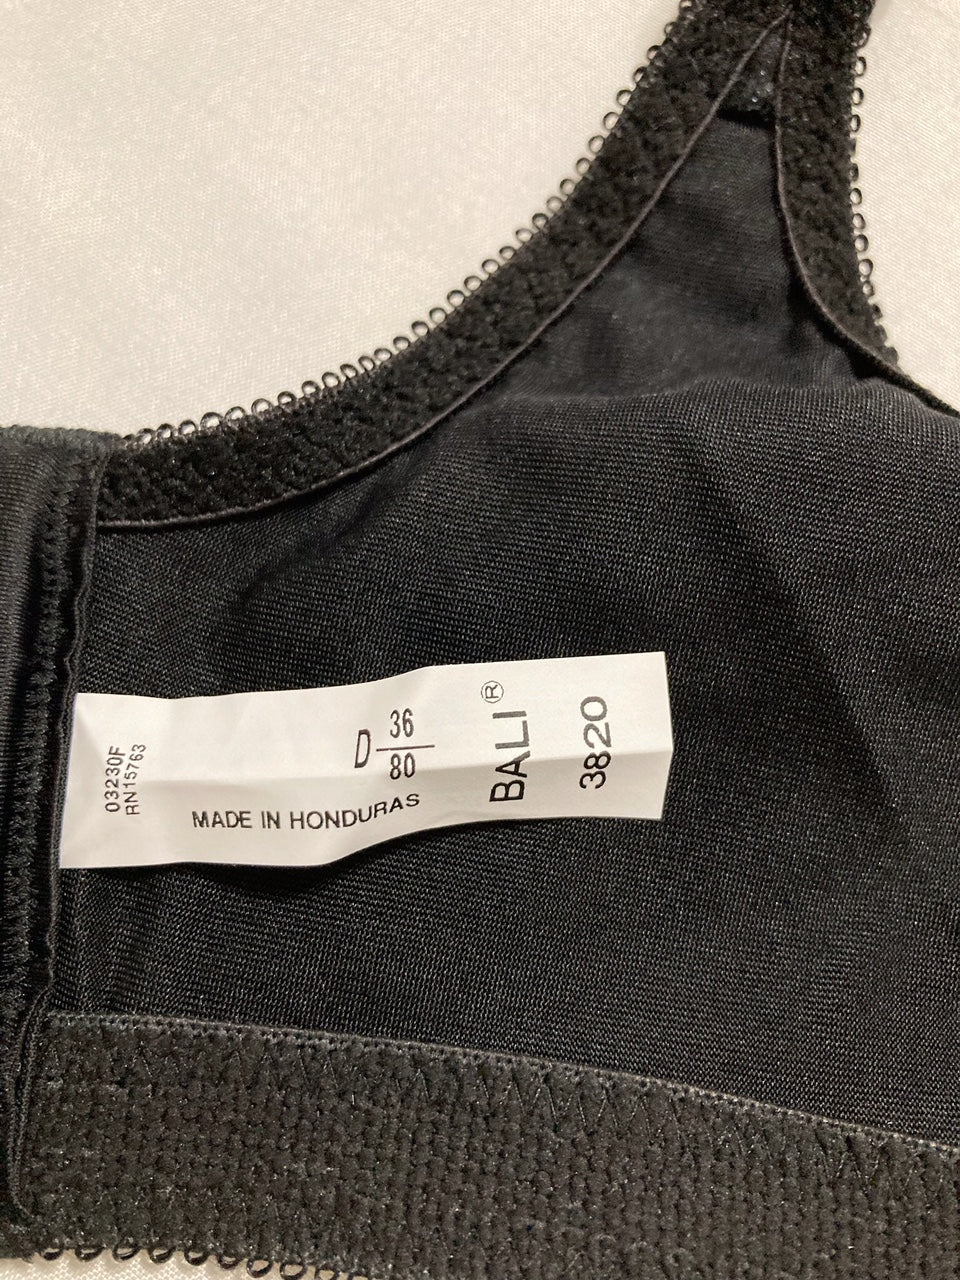 03230F
RN15763
D 36
80
MADE IN HONDURAS
BALI®
3820